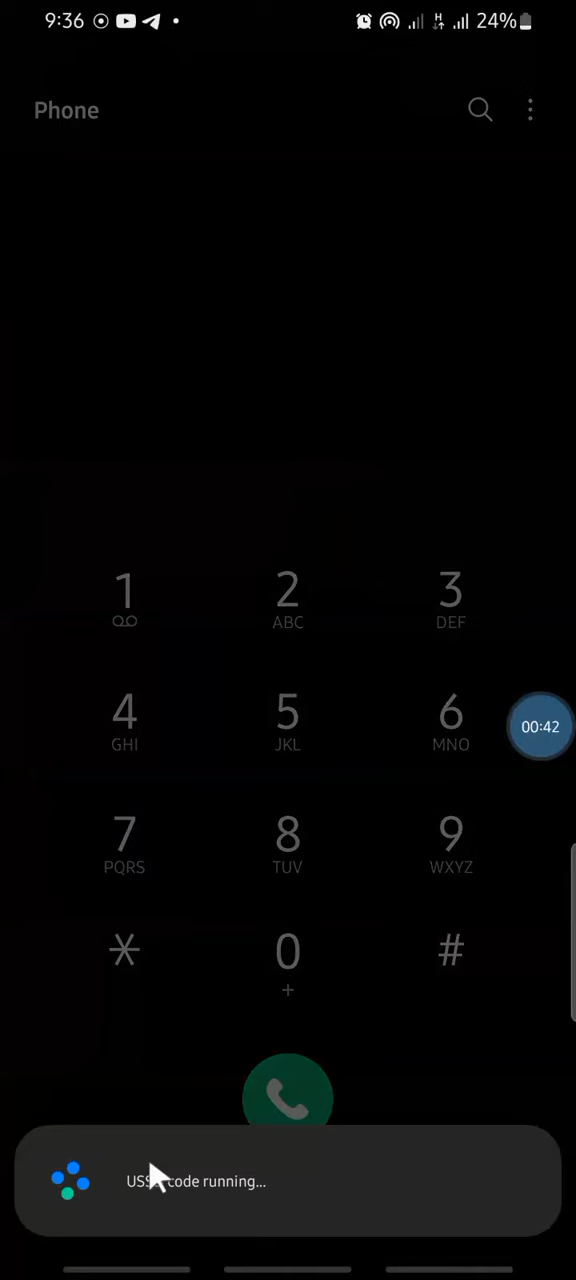 9:36 H 24%
Phone
1 2 3
ABC DEF
4 5 6
GHI JKL MNO
00:42
7 8 9
PQRS TUV WXYZ
* 0 #
+
code running...